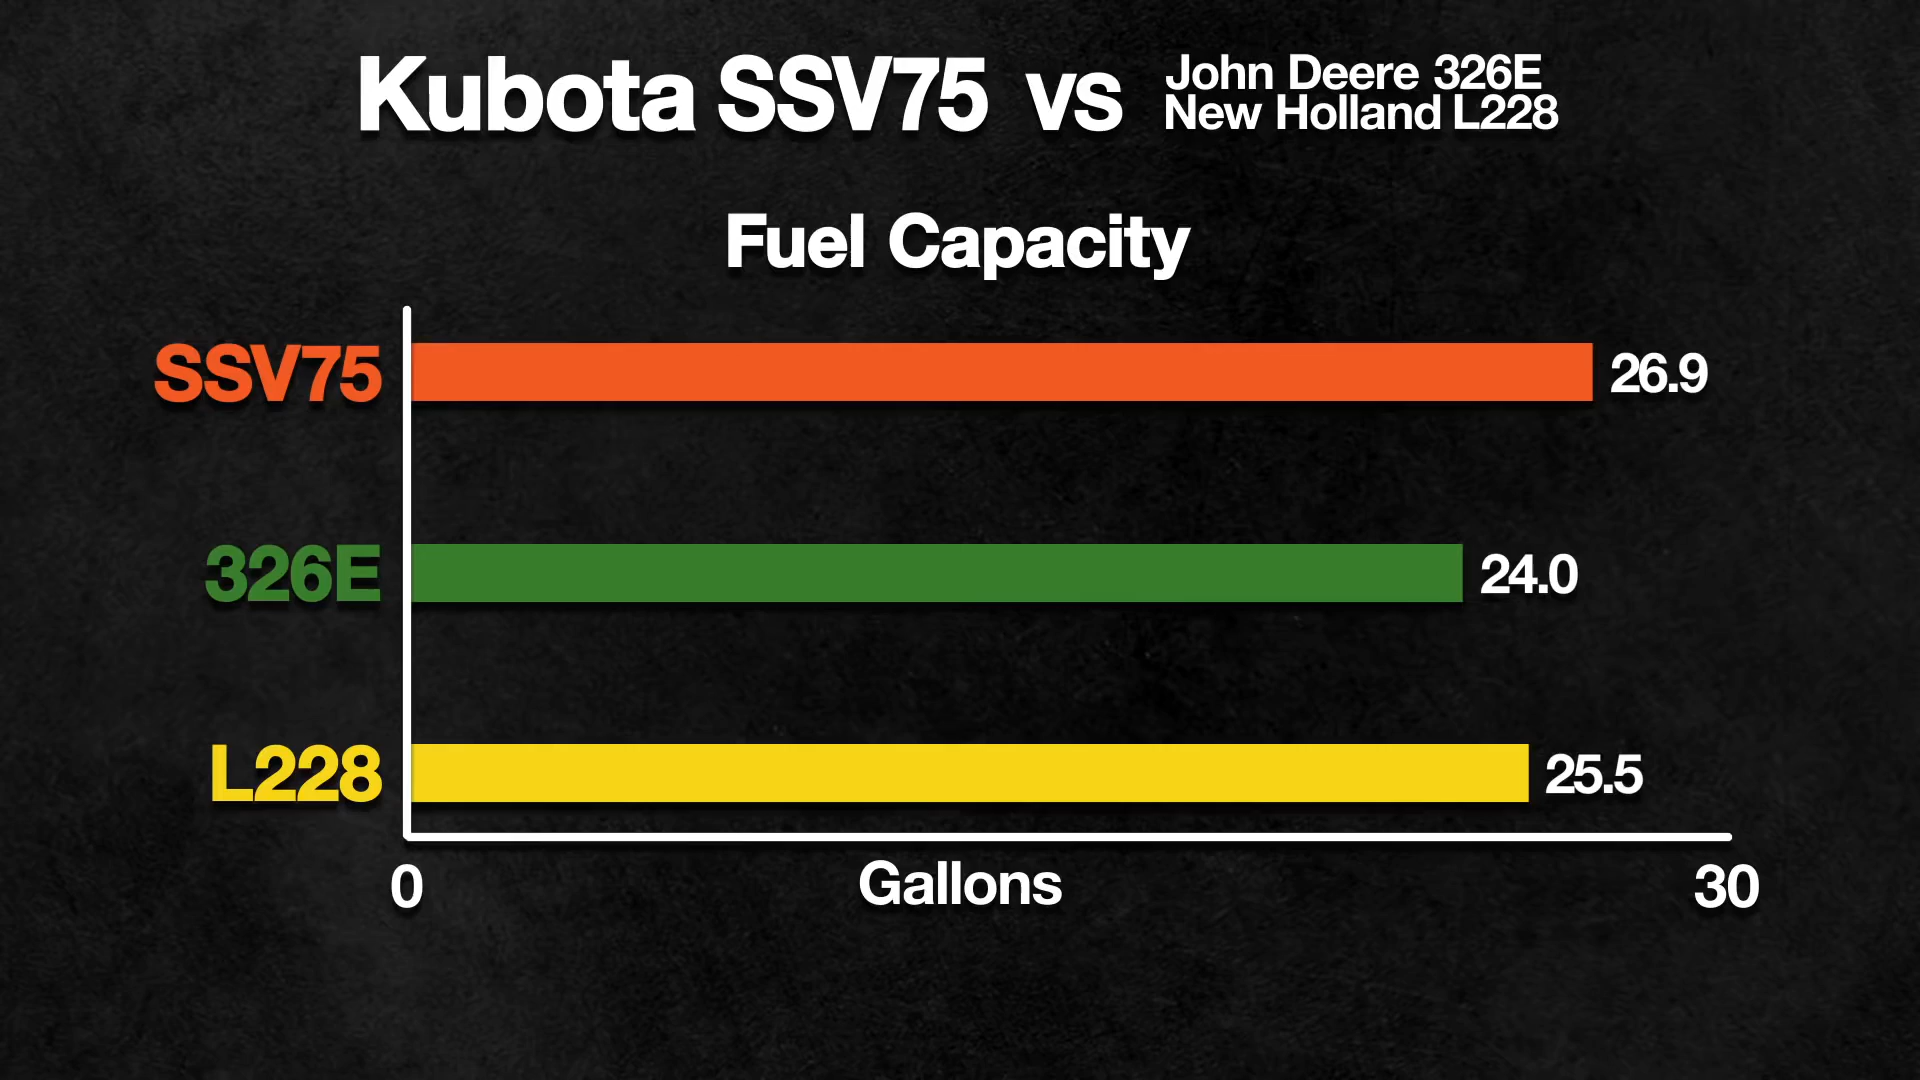 Kubota SSV75 vs
John Deere 326E
New Holland L228
Fuel Capacity
SSV75 26.9
326E 24.0
L228 25.5
0 Gallons 30